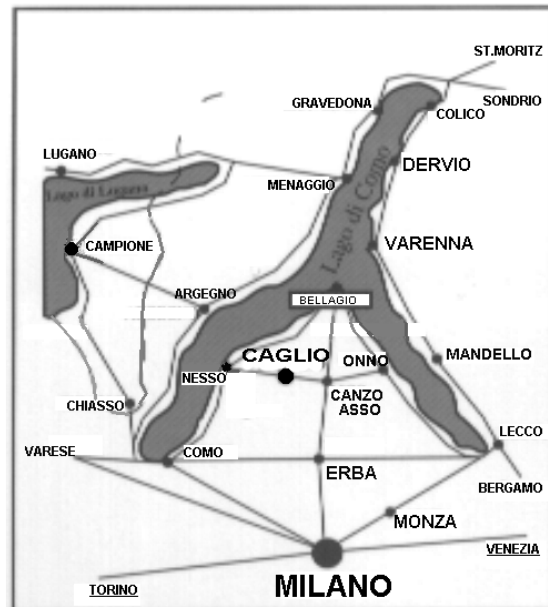 ST.MORITZ
SONDRIO
GRAVEDONA
COLICO
LUGANO
DERVIO
Lago di Lugano
MENAGGIO
Lago di Como
CAMPIONE
VARENNA
ARGEGNO
BELLAGIO
CAGLIO
ONNO
MANDELLO
NESSO
CANZO
ASSO
CHIASSO
LECCO
VARESE
COMO
ERBA
BERGAMO
MONZA
VENEZIA
TORINO
MILANO